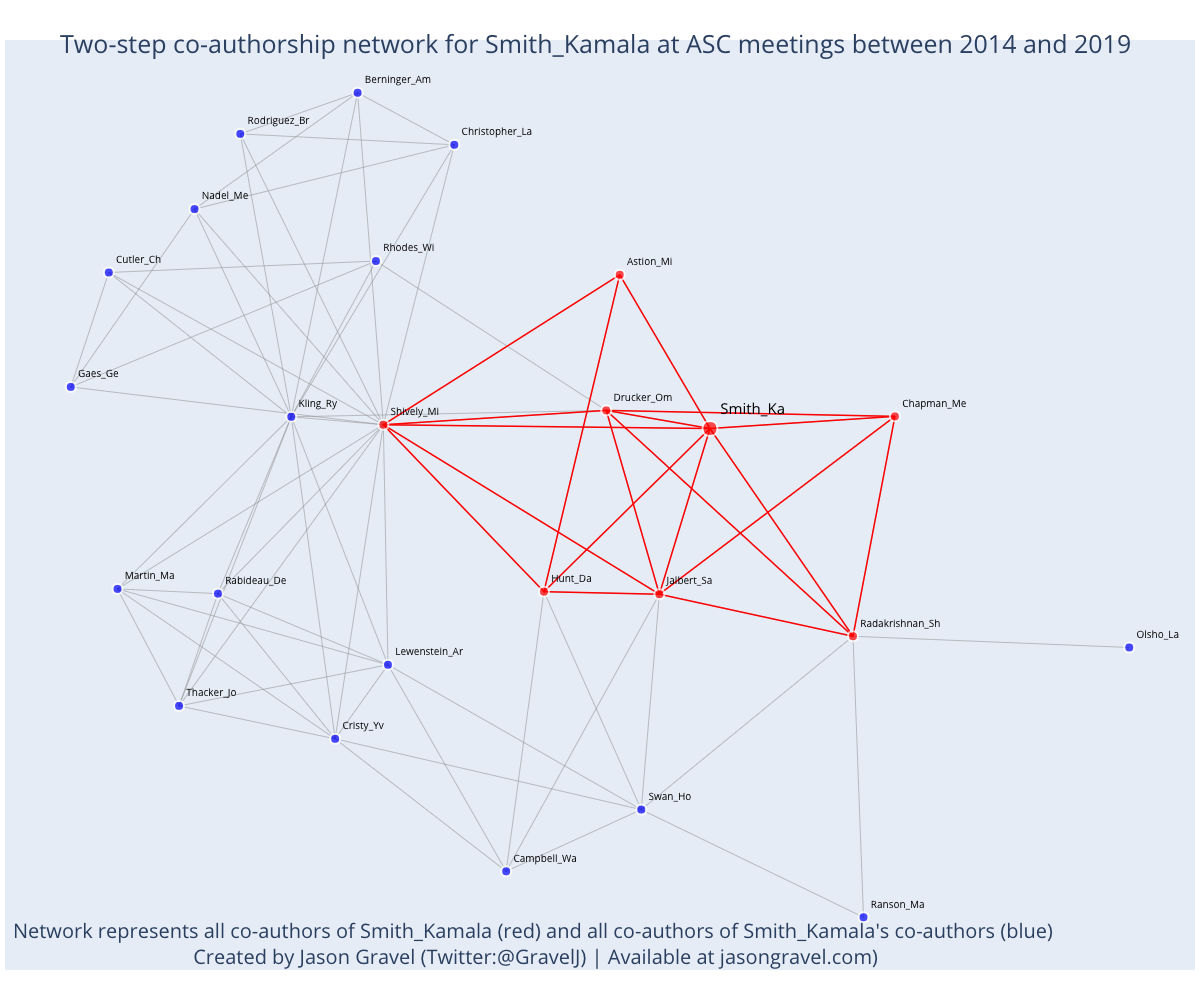 Two-step co-authorship network for Smith_Kamala at ASC meetings between 2014 and 2019
Berninger_Am
Rodriguez_Br
Christopher_La
Nadel_Me
Rhodes_Wi
Cutler_Ch
Astion_Mi
Gaes_Ge
Drucker_Om
Kling_Ry
Shively_Mi
Smith_Ka
Chapman_Me
Martin_Ma
Rabideau_De
Hunt_Da
Jalbert_Sa
Radakrishnan_Sh
Olsho_La
Lewenstein_Ar
Thacker_Jo
Cristy_Yv
Swan_Ho
Campbell_Wa
Ranson_Ma
Network represents all co-authors of Smith_Kamala (red) and all co-authors of Smith_Kamala's co-authors (blue)
Created by Jason Gravel (Twitter:@GravelJ) | Available at jasongravel.com)